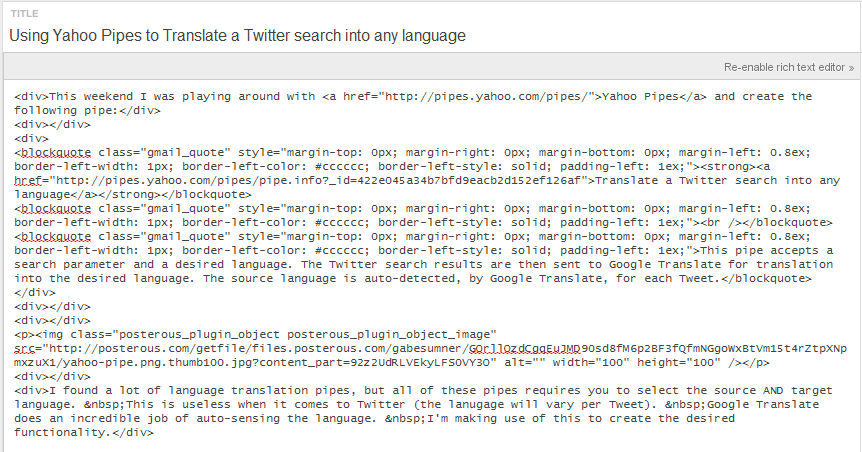 TITLE
Using Yahoo Pipes to Translate a Twitter search into any language
Re-enable rich text editor »
<div>This weekend I was playing around with <a href="http://pipes.yahoo.com/pipes/">Yahoo Pipes</a> and create the
following pipe:</div>
<div></div>
<div>
<blockquote class="gmail_quote" style="margin-top: 0px; margin-right: 0px; margin-bottom: 0px; margin-left: 0.8ex;
border-left-width: 1px; border-left-color: #cccccc; border-left-style: solid; padding-left: 1ex;"><strong><a
href="http://pipes.yahoo.com/pipes/pipe.info?_id=422e045a34b7bfd9eacb2d152ef126af">Translate a Twitter search into any
language</a></strong></blockquote>
<blockquote class="gmail_quote" style="margin-top: 0px; margin-right: 0px; margin-bottom: 0px; margin-left: 0.8ex;
border-left-width: 1px; border-left-color: #cccccc; border-left-style: solid; padding-left: 1ex;"><br /></blockquote>
<blockquote class="gmail_quote" style="margin-top: 0px; margin-right: 0px; margin-bottom: 0px; margin-left: 0.8ex;
border-left-width: 1px; border-left-color: #cccccc; border-left-style: solid; padding-left: 1ex;">This pipe accepts a
search parameter and a desired language. The Twitter search results are then sent to Google Translate for translation
into the desired language. The source language is auto-detected, by Google Translate, for each Tweet.</blockquote>
</div>
<div></div>
<div></div>
<p><img class="posterous_plugin_object posterous_plugin_object_image"
src="http://posterous.com/getfile/files.posterous.com/gabesumner/GOrllOzdCgqEuJMD9Osd8fM6p2BF3fQfmNGgoWxBtVm15t4rZtpXNp
mxzuX1/yahoo-pipe.png.thumb100.jpg?content_part=92z2UdRLVEkyLFSOVY3O" alt="" width="100" height="100" /></p>
<div></div>
<div>I found a lot of language translation pipes, but all of these pipes requires you to select the source AND target
language. &nbsp;This is useless when it comes to Twitter (the lanugage will vary per Tweet). &nbsp;Google Translate
does an incredible job of auto-sensing the language. &nbsp;I'm making use of this to create the desired
functionality.</div>